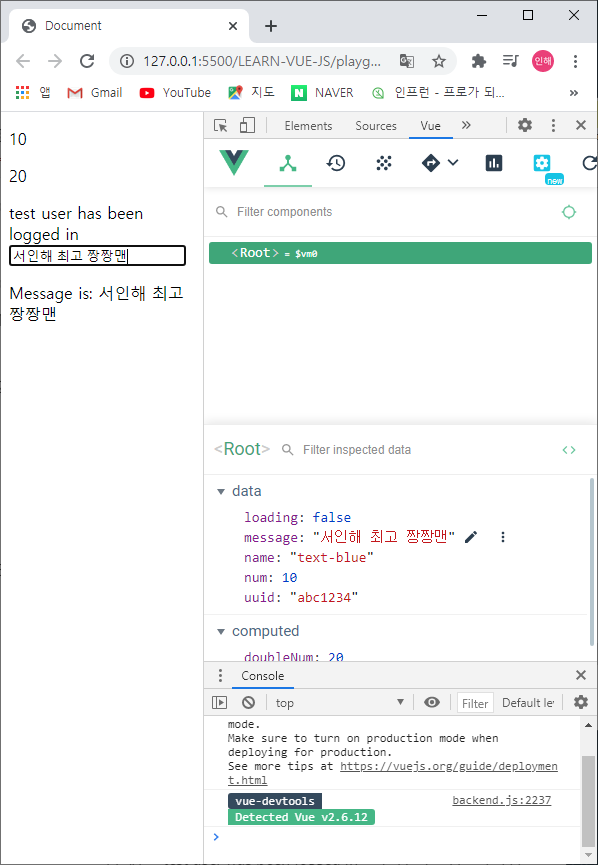 Document
127.0.0.1:5500/LEARN-VUE-JS/playg...
인해
앱 Gmail YouTube 지도 NAVER 인프런 - 프로가 되... »
10
20
test user has been
logged in
서인해 최고 짱짱맨
Message is: 서인해 최고
짱짱맨
Elements Sources Vue »
new
Filter components
<Root> = $vm0
<Root> Filter inspected data
data
loading: false
message: "서인해 최고 짱짱맨"
name: "text-blue"
num: 10
uuid: "abc1234"
computed
doubleNum: 20
Console
top Filter Default le
mode.
Make sure to turn on production mode when
deploying for production.
See more tips at https://vuejs.org/guide/deploymen
t.html
vue-devtools backend.js:2237
Detected Vue v2.6.12